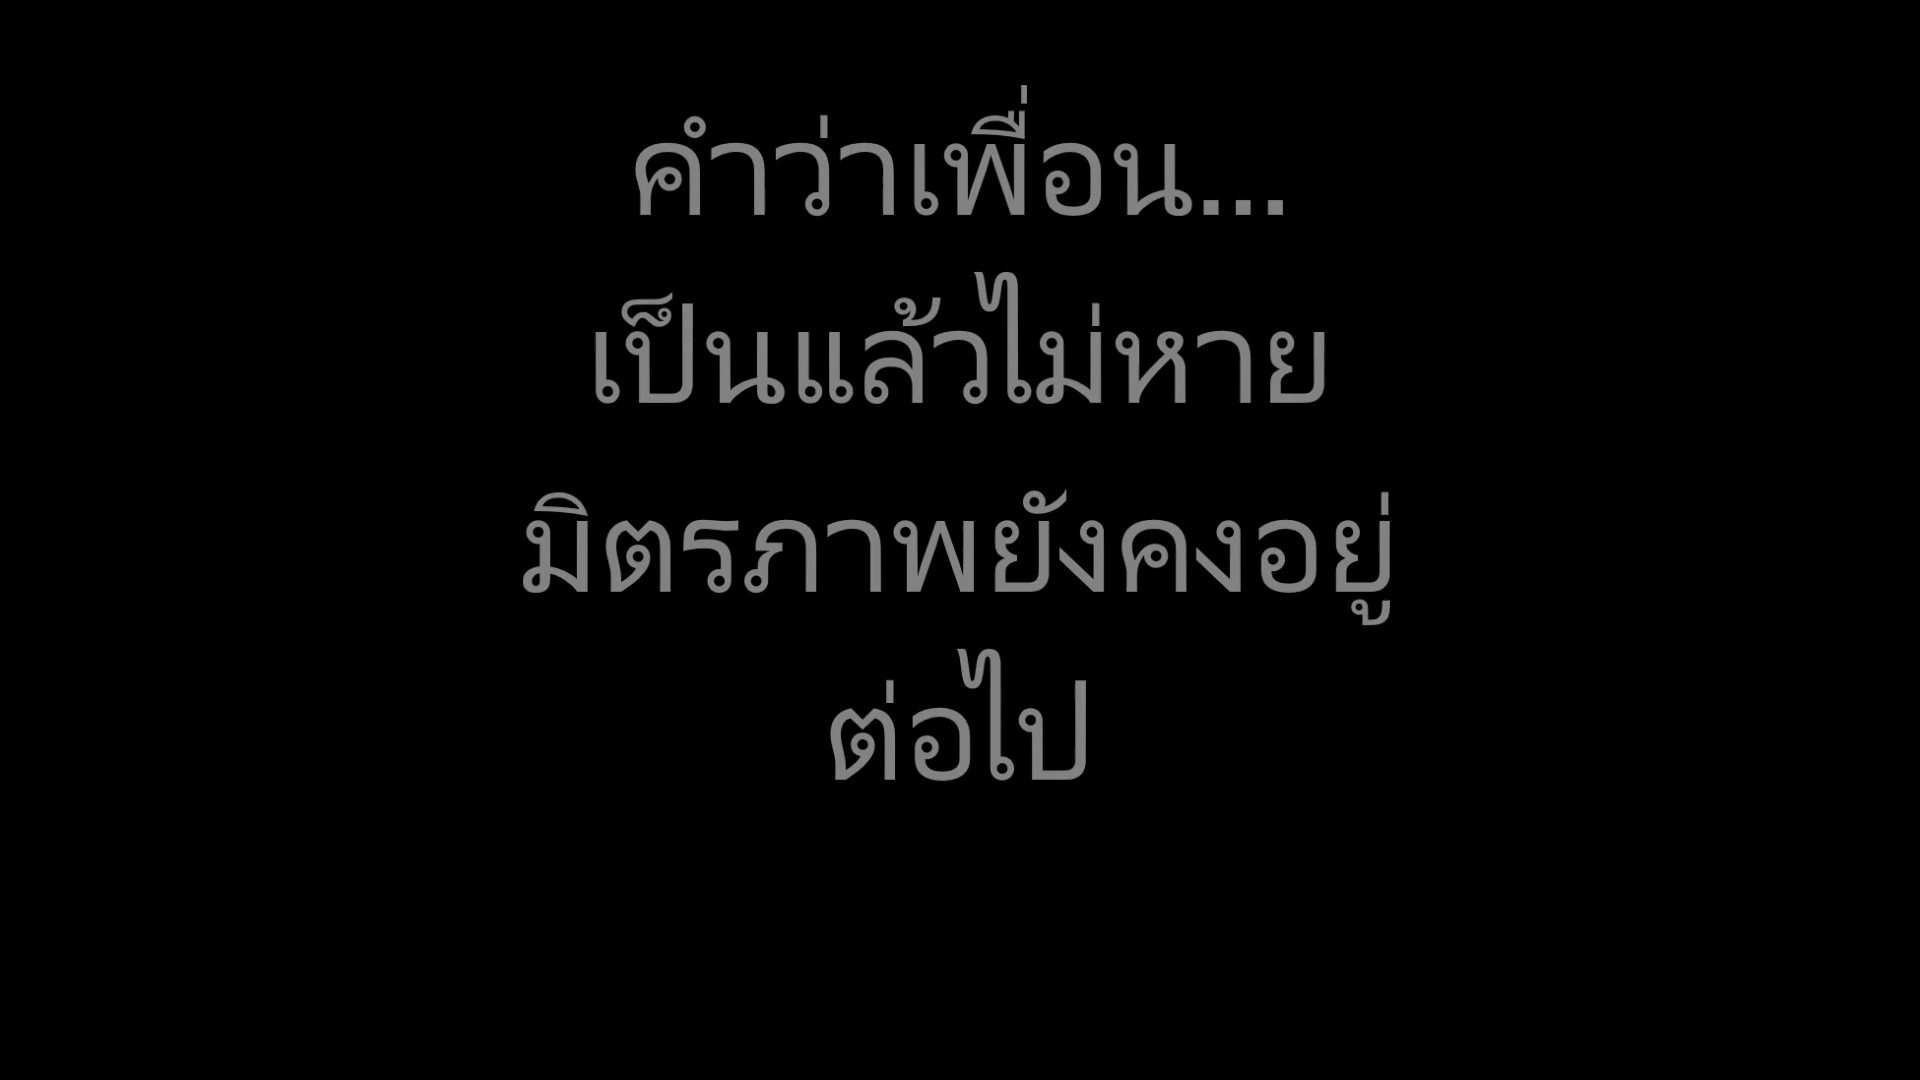 คำว่าเพื่อน...
เป็นแล้วไม่หาย
มิตรภาพยังคงอยู่
ต่อไป